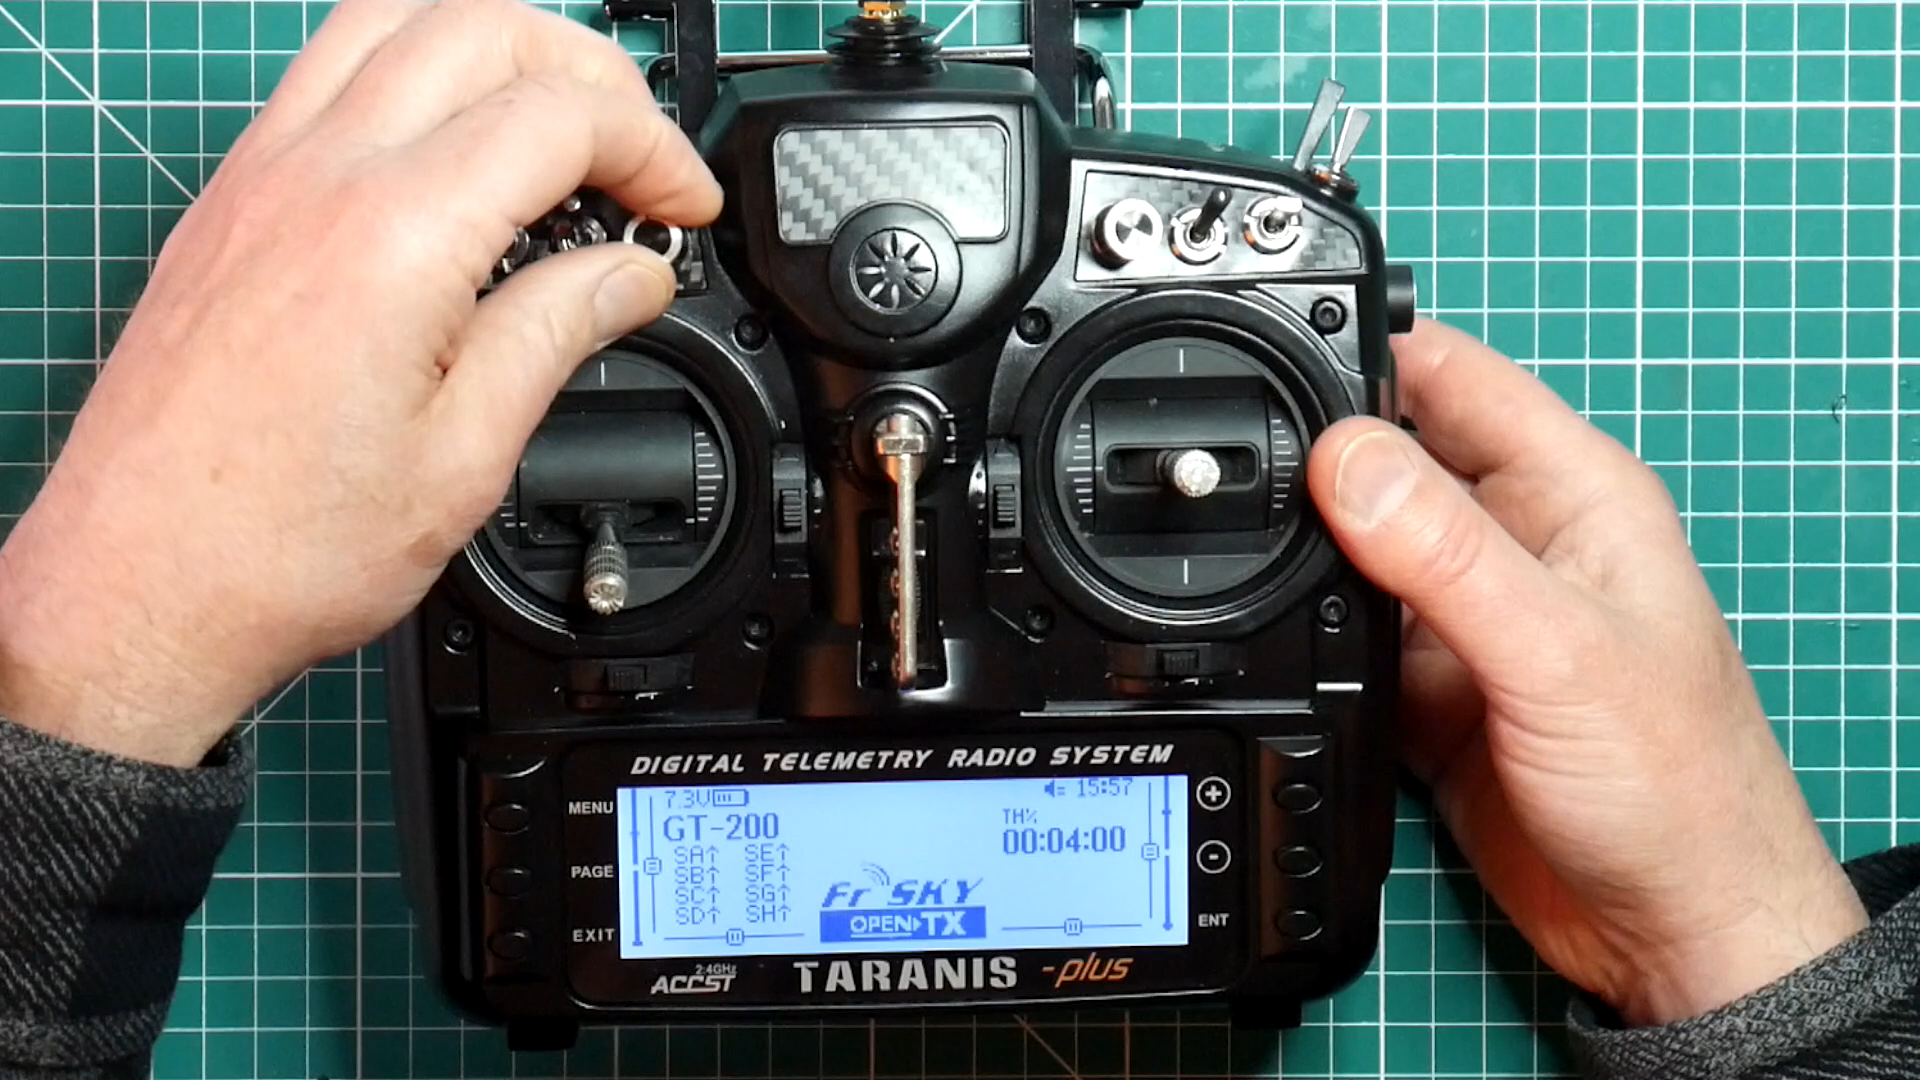 DIGITAL TELEMETRY RADIO SYSTEM
MENU
PAGE
EXIT
7.3V
15:57
GT-200
TH%
00:04:00
SA↑ SE↑
SB↑ SF↑
SC↑ SG↑
SD↑ SH↑
FrSKY
OPEN TX
+
-
ENT
ACCST 2.4GHz
TARANIS -plus